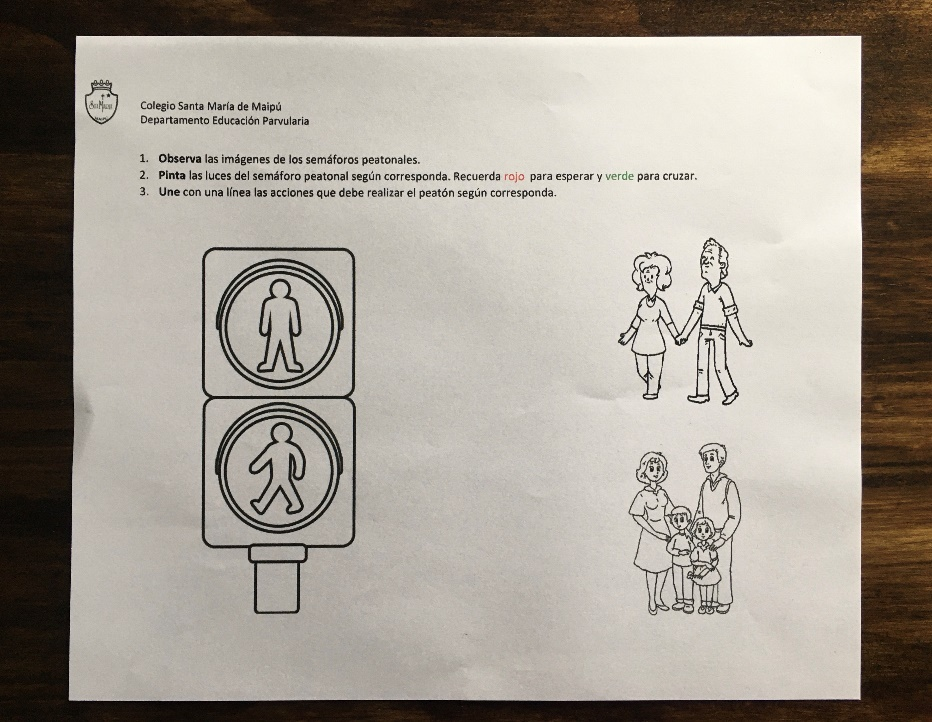 Colegio Santa María de Maipú
Departamento Educación Parvularia
1. Observa las imágenes de los semáforos peatonales.
2. Pinta las luces del semáforo peatonal según corresponda. Recuerda rojo para esperar y verde para cruzar.
3. Une con una línea las acciones que debe realizar el peatón según corresponda.